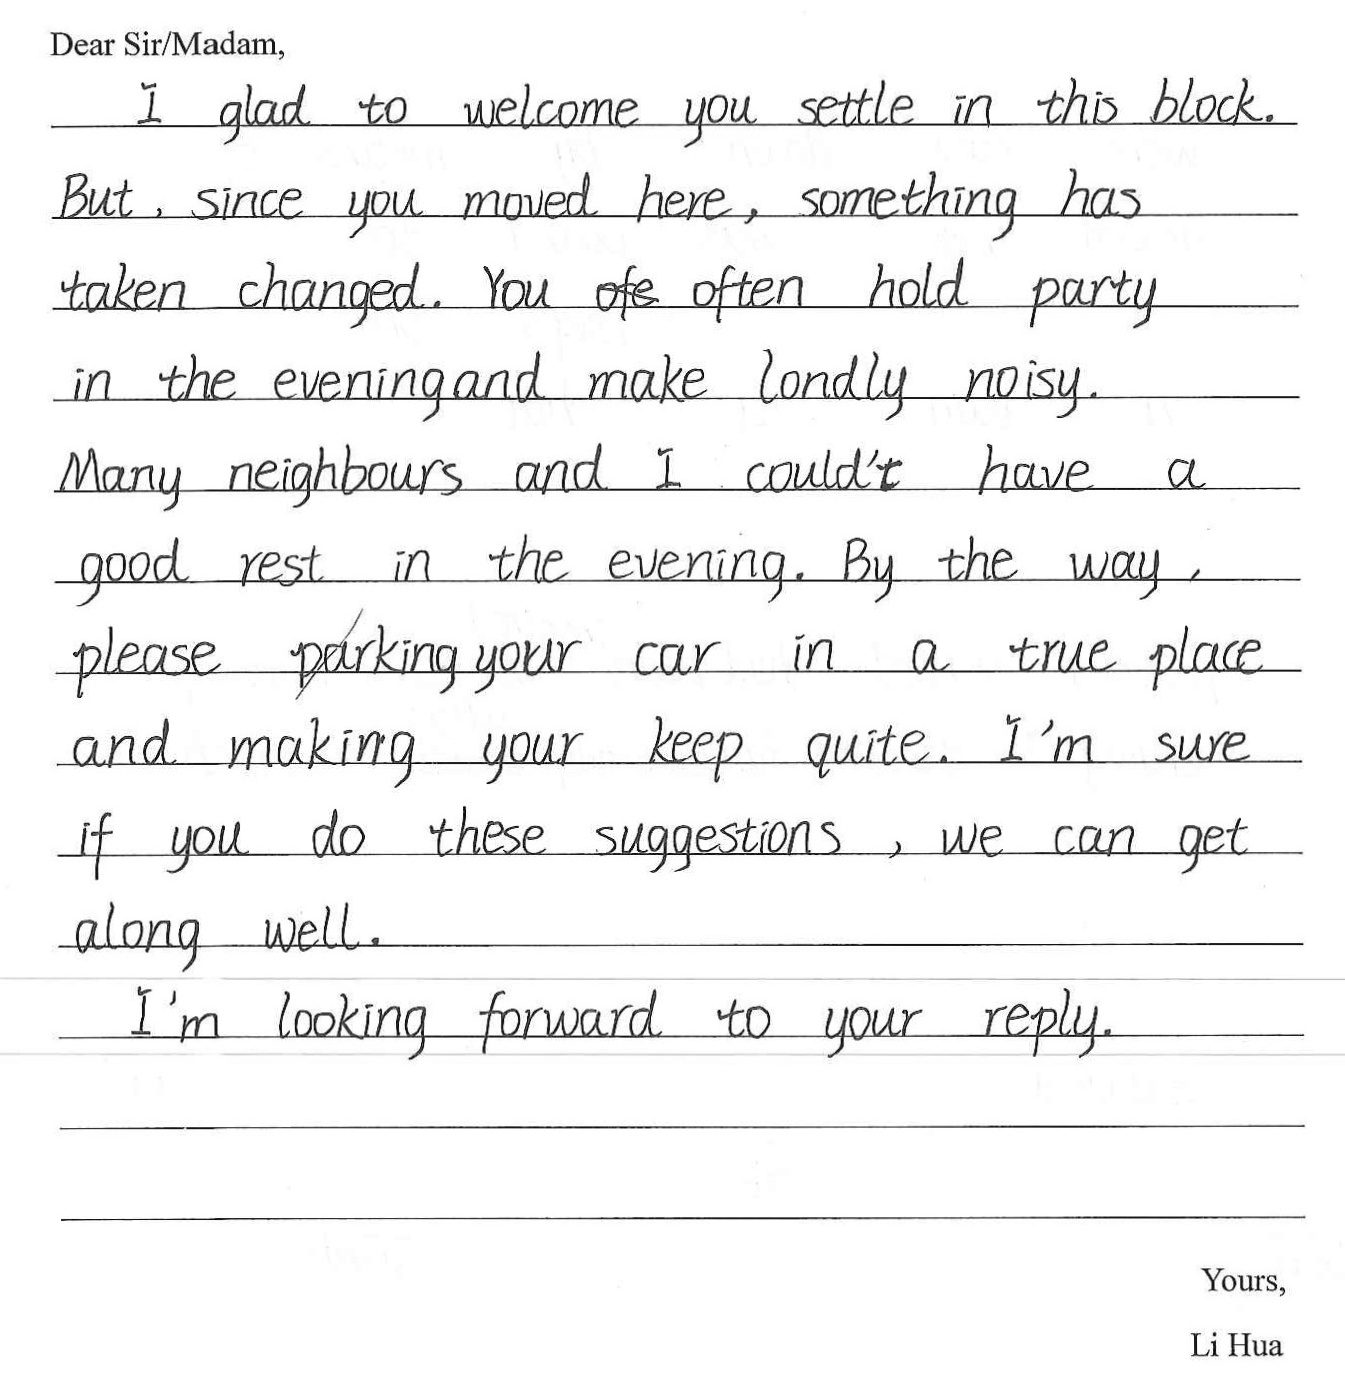 Dear Sir/Madam,
I glad to welcome you settle in this block.
But, since you moved here, something has
taken changed. You ofe often hold party
in the evening and make londly noisy.
Many neighbours and I could't have a
good rest in the evening. By the way,
please parking your car in a true place
and making your keep quite. I'm sure
if you do these suggestions, we can get
along well.
I'm looking forward to your reply.
Yours,
Li Hua